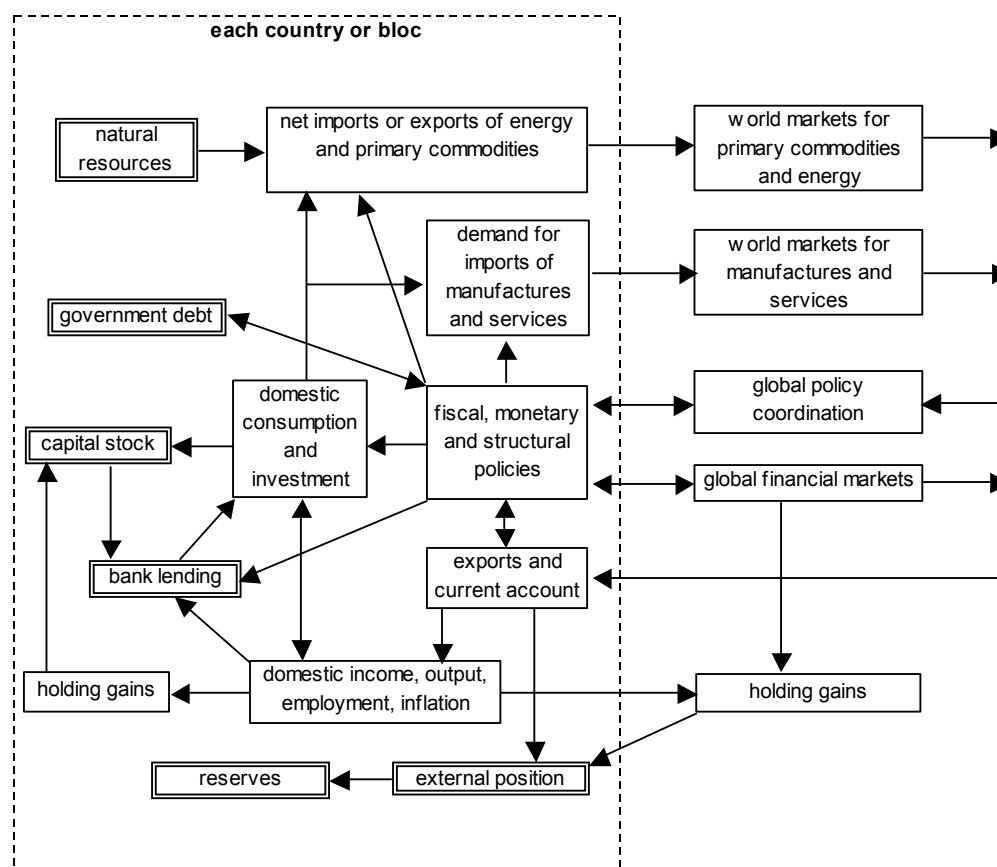 each country or bloc
natural
resources
net imports or exports of energy
and primary commodities
world markets for
primary commodities
and energy
demand for
imports of
manufactures
and services
world markets for
manufactures and
services
government debt
domestic
consumption
and
investment
fiscal, monetary
and structural
policies
global policy
coordination
capital stock
global financial markets
bank lending
exports and
current account
holding gains
domestic income, output,
employment, inflation
holding gains
reserves
external position